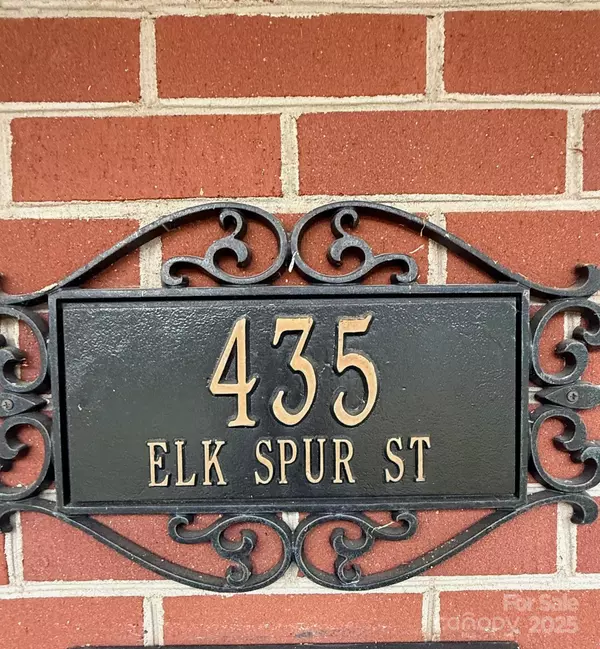 435
ELK SPUR ST
For Sale
canopy 2025